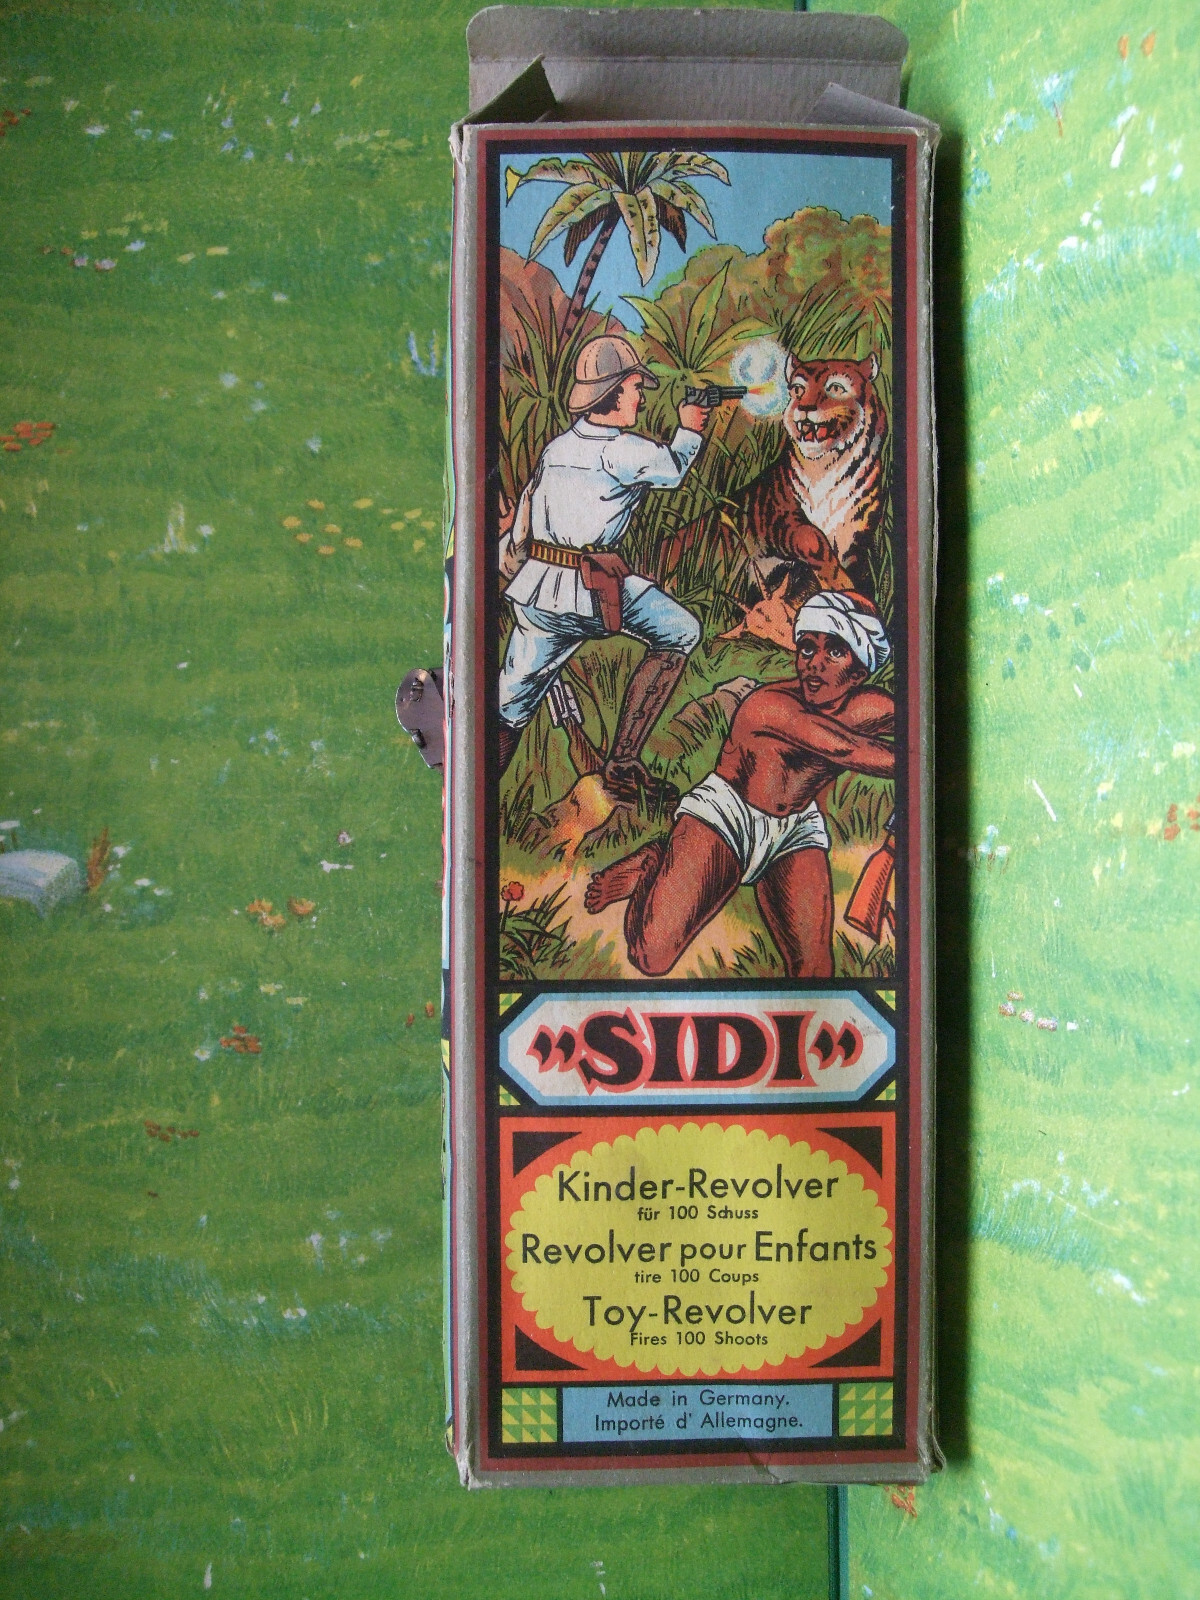 „SIDI”
Kinder-Revolver
für 100 Schuss
Revolver pour Enfants
tire 100 Coups
Toy-Revolver
Fires 100 Shoots
Made in Germany.
Importé d' Allemagne.